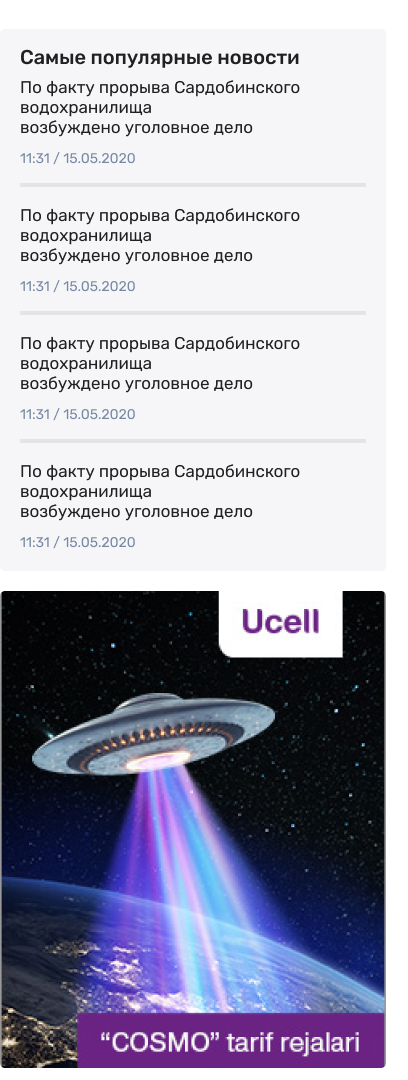 Самые популярные новости
По факту прорыва Сардобинского
водохранилища
возбуждено уголовное дело
11:31 / 15.05.2020
По факту прорыва Сардобинского
водохранилища
возбуждено уголовное дело
11:31 / 15.05.2020
По факту прорыва Сардобинского
водохранилища
возбуждено уголовное дело
11:31 / 15.05.2020
По факту прорыва Сардобинского
водохранилища
возбуждено уголовное дело
11:31 / 15.05.2020
Ucell
“COSMO” tarif rejalari